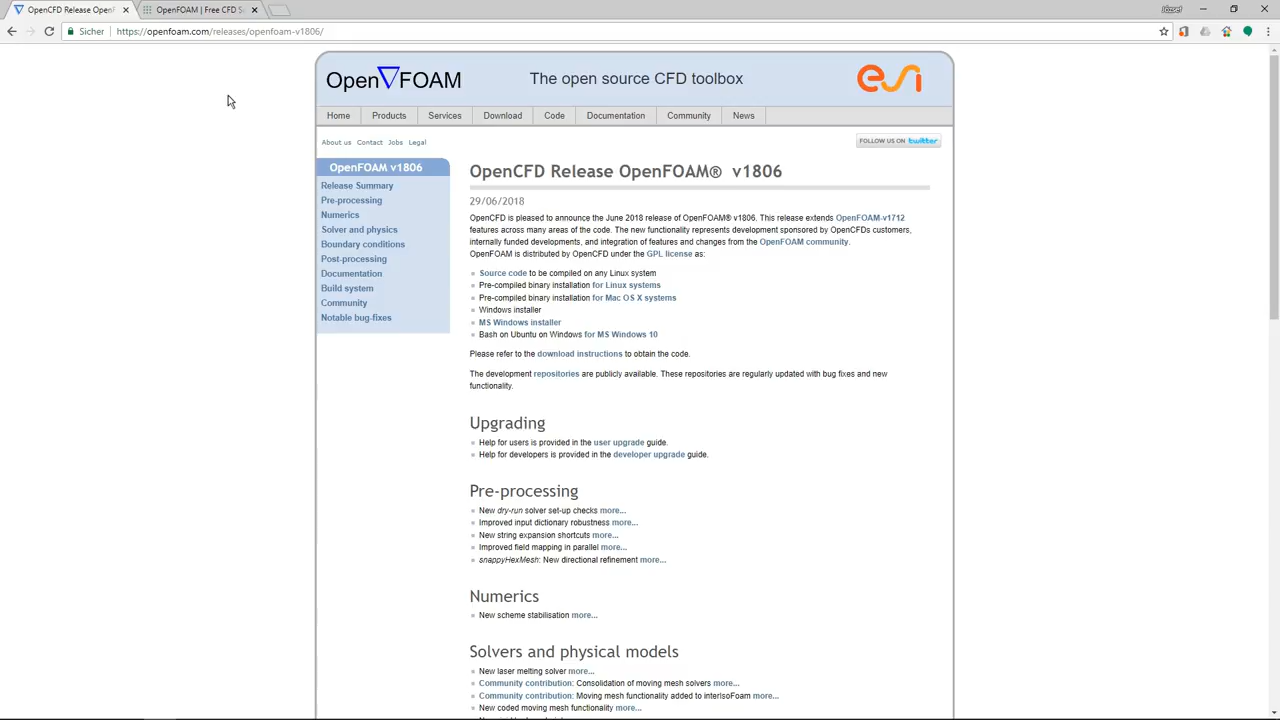 OpenCFD Release OpenF
OpenFOAM | Free CFD S
[Bassi]
Sicher
https://openfoam.com/releases/openfoam-v1806/
Open∇FOAM
The open source CFD toolbox
esi
Home
Products
Services
Download
Code
Documentation
Community
News
About us
Contact
Jobs
Legal
FOLLOW US ON twitter
OpenFOAM v1806
Release Summary
Pre-processing
Numerics
Solver and physics
Boundary conditions
Post-processing
Documentation
Build system
Community
Notable bug-fixes
OpenCFD Release OpenFOAM® v1806
29/06/2018
OpenCFD is pleased to announce the June 2018 release of OpenFOAM® v1806. This release extends OpenFOAM-v1712
features across many areas of the code. The new functionality represents development sponsored by OpenCFDs customers,
internally funded developments, and integration of features and changes from the OpenFOAM community.
OpenFOAM is distributed by OpenCFD under the GPL license as:
Source code to be compiled on any Linux system
Pre-compiled binary installation for Linux systems
Pre-compiled binary installation for Mac OS X systems
Windows installer
MS Windows installer
Bash on Ubuntu on Windows for MS Windows 10
Please refer to the download instructions to obtain the code.
The development repositories are publicly available. These repositories are regularly updated with bug fixes and new
functionality.
Upgrading
Help for users is provided in the user upgrade guide.
Help for developers is provided in the developer upgrade guide.
Pre-processing
New dry-run solver set-up checks more...
Improved input dictionary robustness more...
New string expansion shortcuts more...
Improved field mapping in parallel more...
snappyHexMesh: New directional refinement more...
Numerics
New scheme stabilisation more...
Solvers and physical models
New laser melting solver more...
Community contribution: Consolidation of moving mesh solvers more...
Community contribution: Moving mesh functionality added to interIsoFoam more...
New coded moving mesh functionality more...